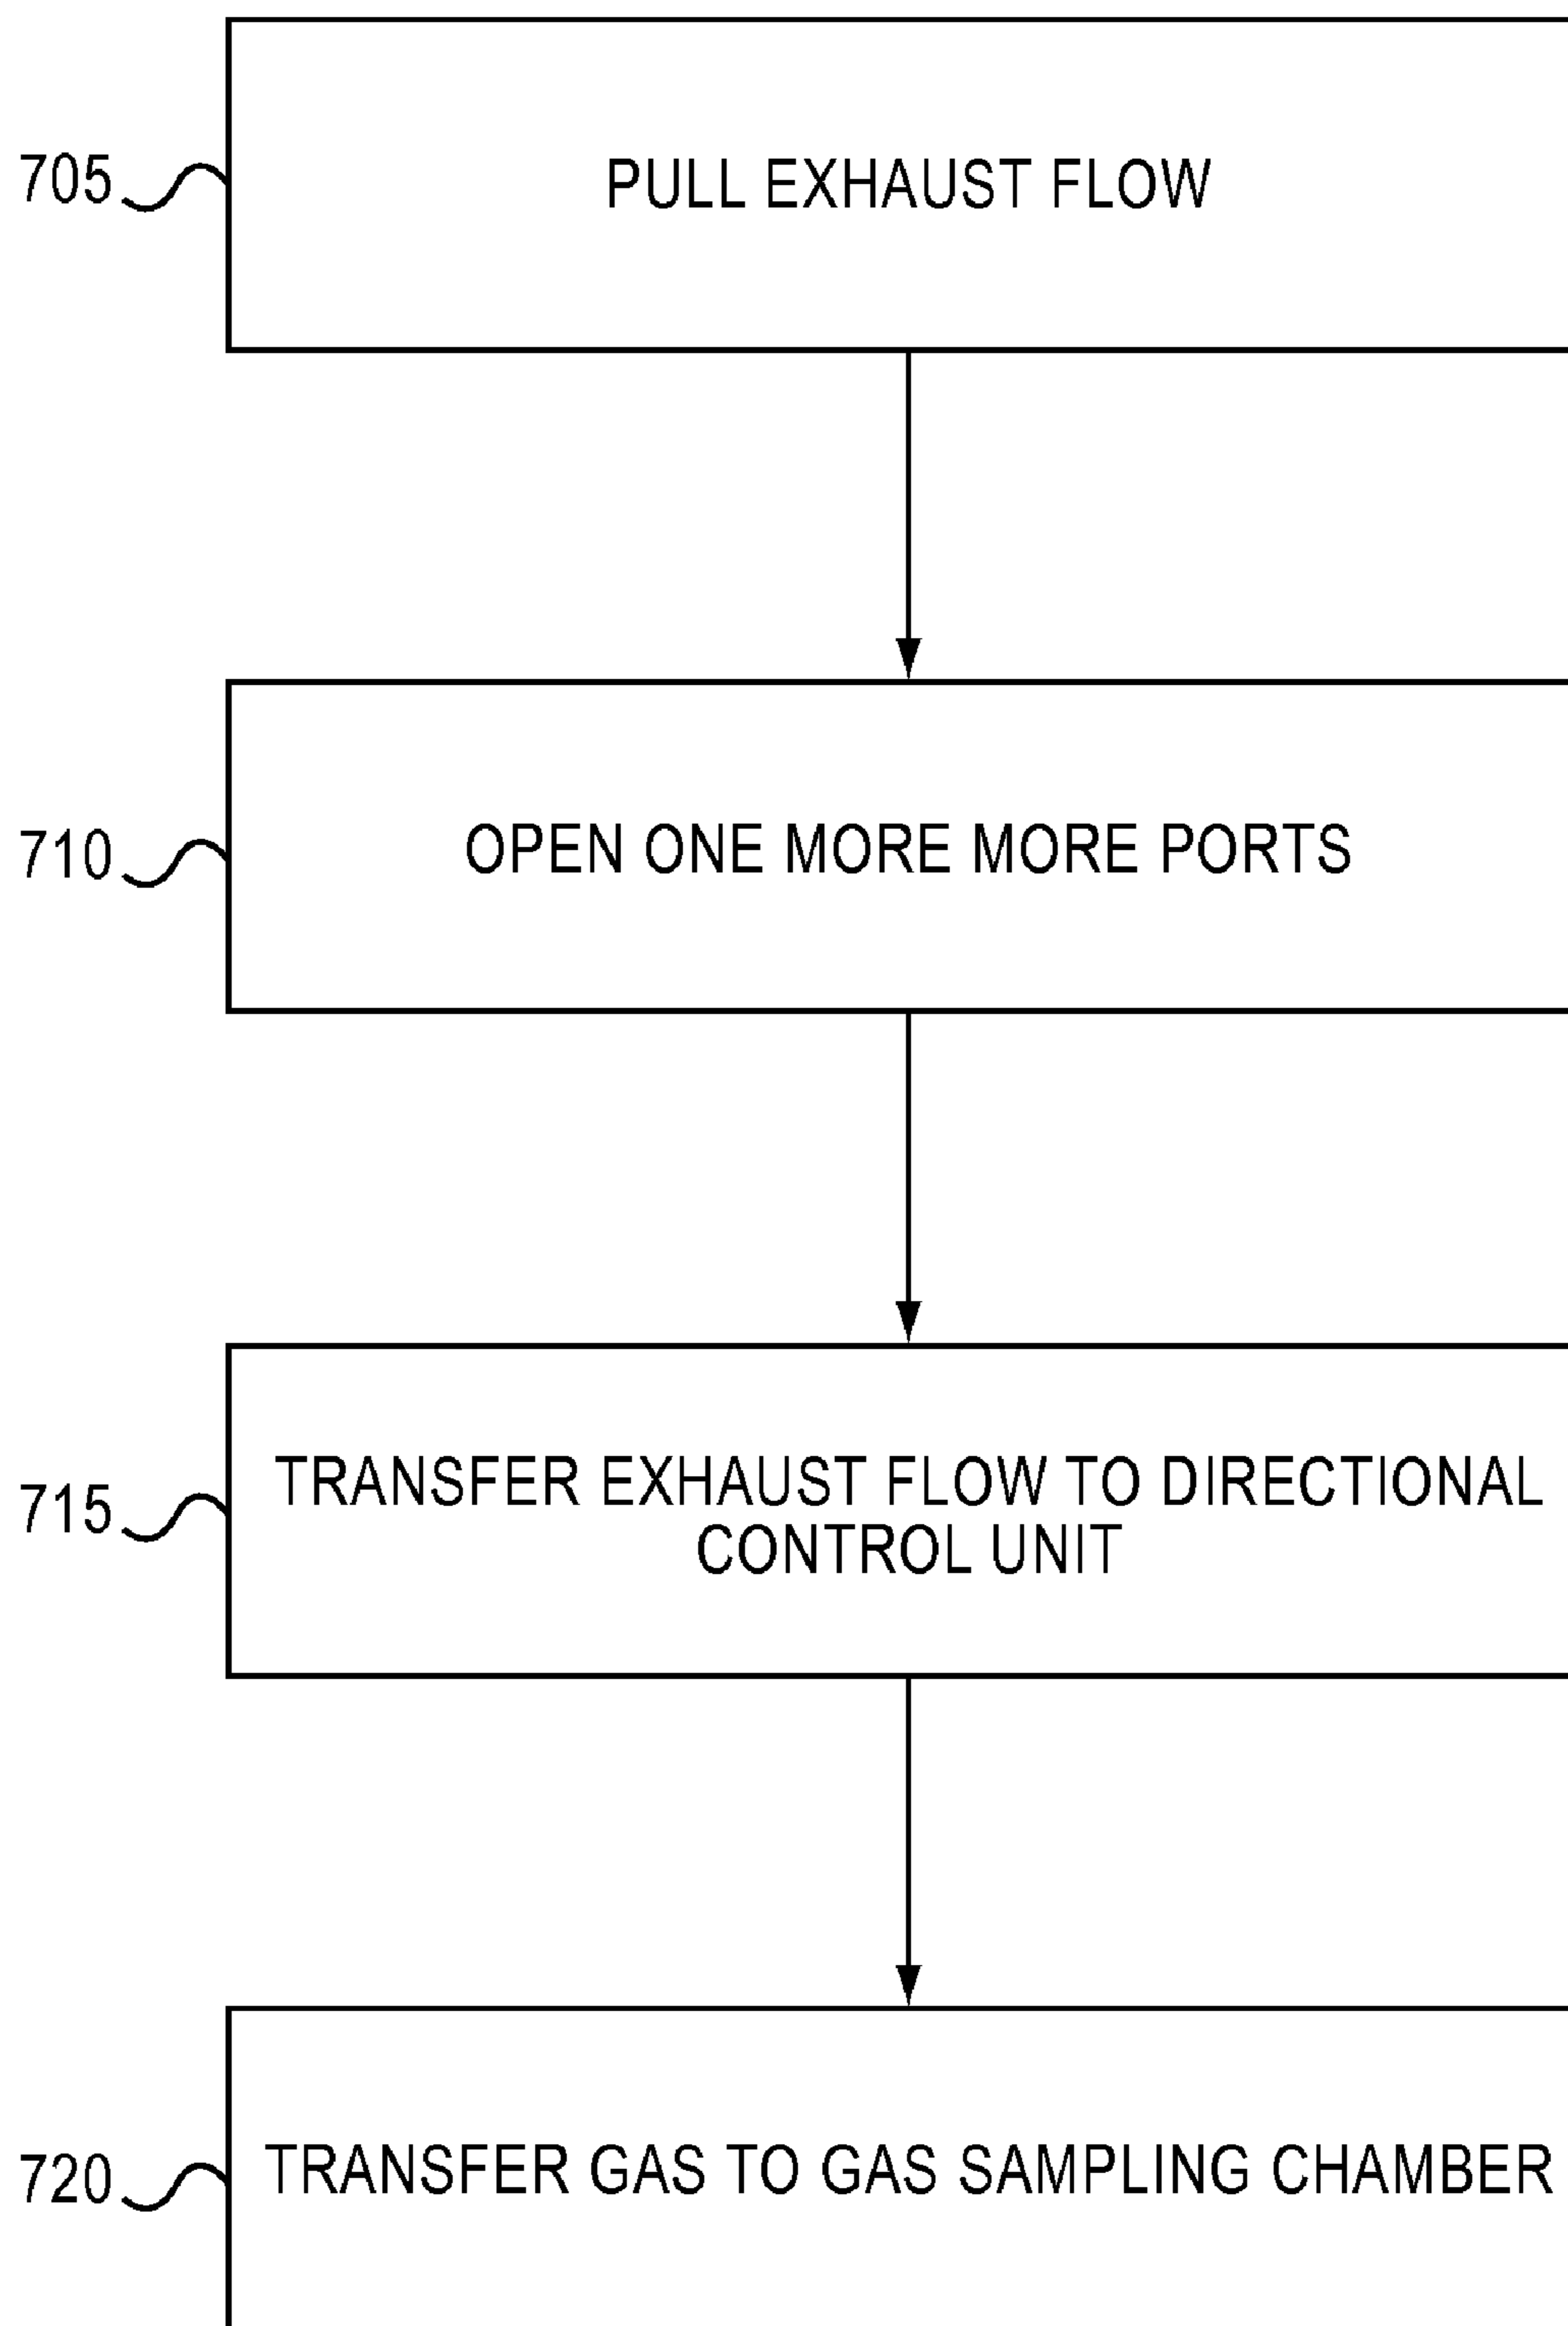 705
PULL EXHAUST FLOW
710
OPEN ONE MORE MORE PORTS
715
TRANSFER EXHAUST FLOW TO DIRECTIONAL
CONTROL UNIT
720
TRANSFER GAS TO GAS SAMPLING CHAMBER